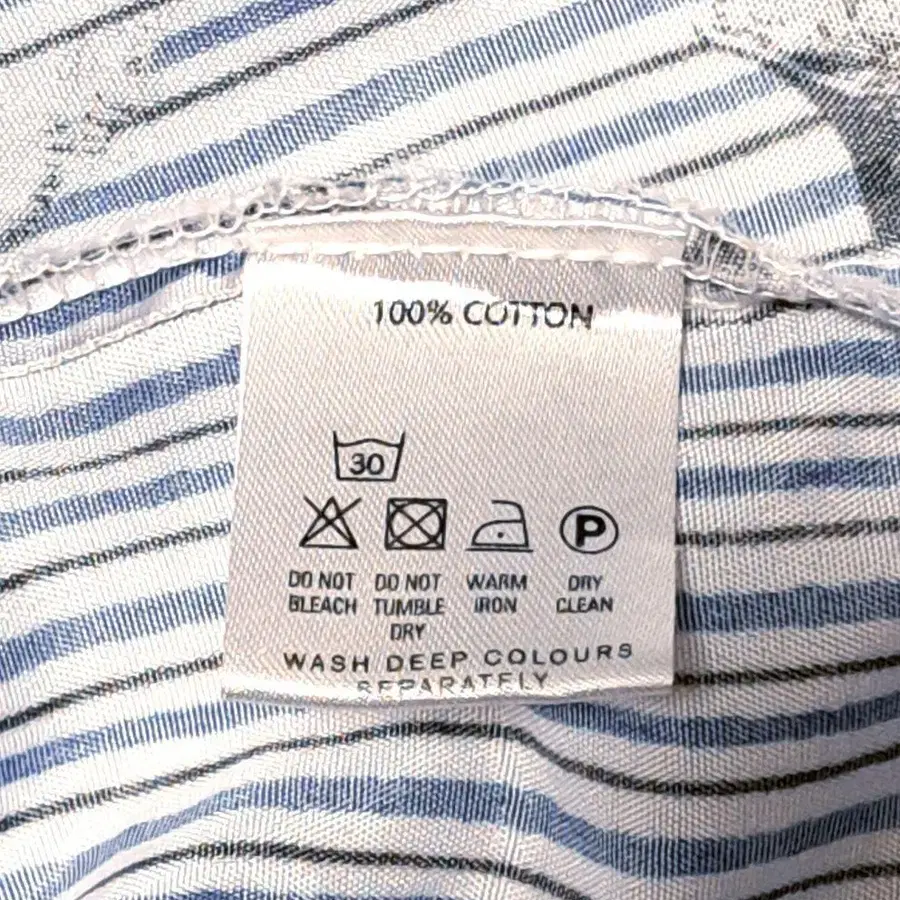 100% COTTON
30
P
DO NOT DO NOT WARM DRY
BLEACH TUMBLE IRON CLEAN
DRY
WASH DEEP COLOURS
SEPARATELY